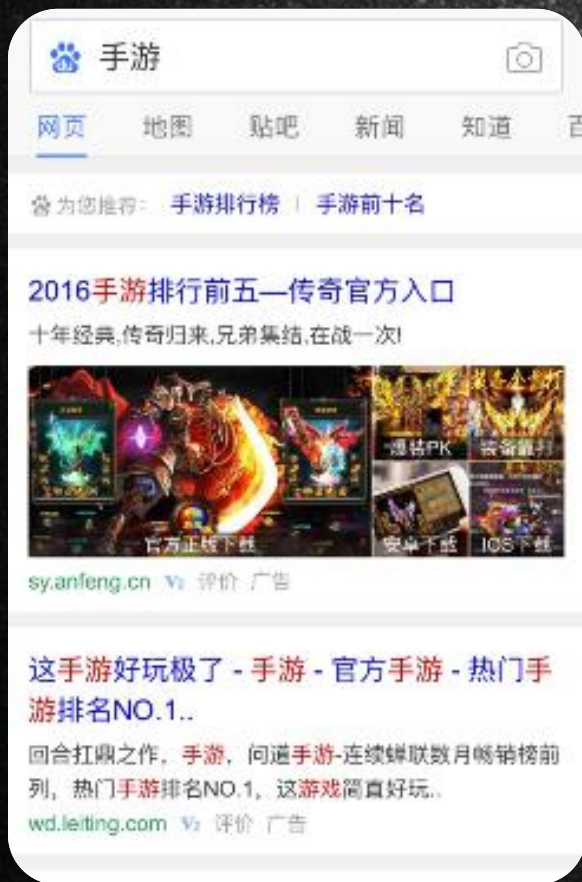 手游
网页 地图 贴吧 新闻 知道
为您推荐: 手游排行榜 | 手游前十名
2016手游排行前五—传奇官方入口
十年经典,传奇归来,兄弟集结,在战一次!
爆装PK
官方正版下载 安卓下载 IOS下载
sy.anfeng.cn V2 评价 广告
这手游好玩极了 - 手游 - 官方手游 - 热门手
游排名NO.1..
回合扛鼎之作，手游，问道手游-连续蝉联数月畅销榜前
列，热门手游排名NO.1，这游戏简直好玩..
wd.leiting.com V2 评价 广告